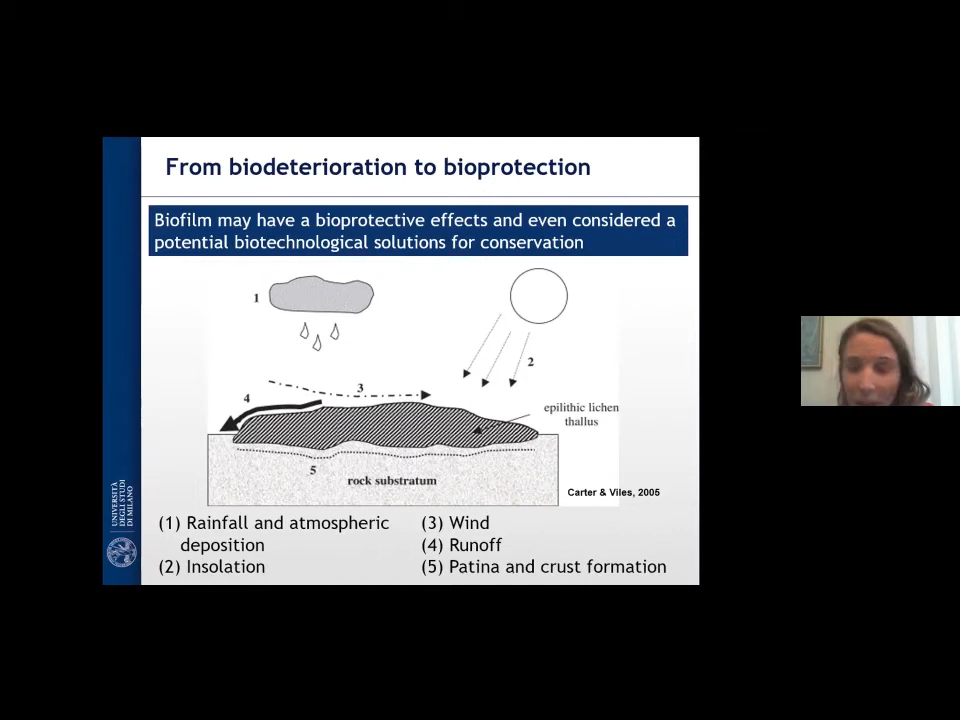 From biodeterioration to bioprotection
Biofilm may have a bioprotective effects and even considered a
potential biotechnological solutions for conservation
1
2
3
4
epilithic lichen
thallus
5
rock substratum
Carter & Viles, 2005
UNIVERSITÀ
DEGLI STUDI
DI MILANO
(1) Rainfall and atmospheric
deposition
(2) Insolation
(3) Wind
(4) Runoff
(5) Patina and crust formation